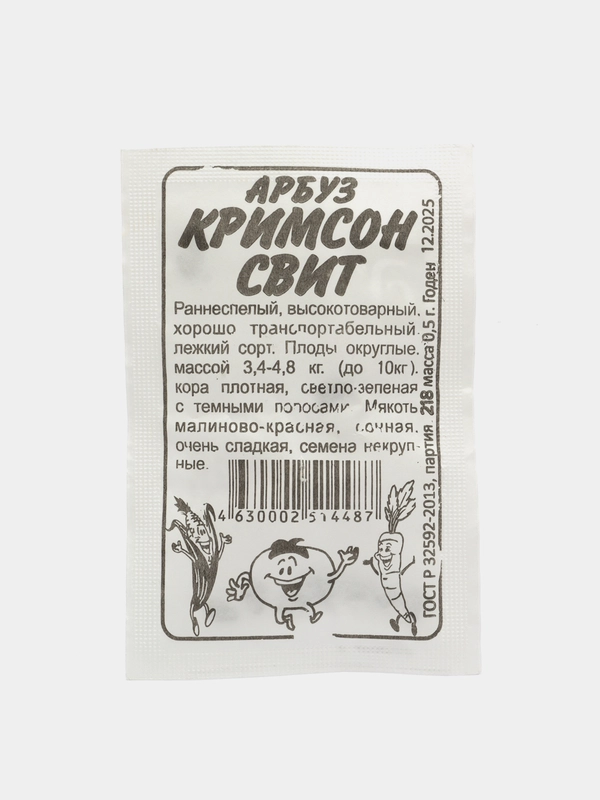 АРБУЗ
КРИМСОН
СВИТ
Раннеспелый, высокотоварный.
хорошо транспортабельный
лежкий сорт. Плоды округлые.
массой 3,4-4,8 кг. (до 10кг).
кора плотная, светло-зеленая
с темными полосами. Мякоть
малиново-красная, сочная.
очень сладкая, семена некруп-
ные.
4 630002 514487
ГОСТ Р 32592-2013, партия 218 масса 0,5 г. Годен 12.2025